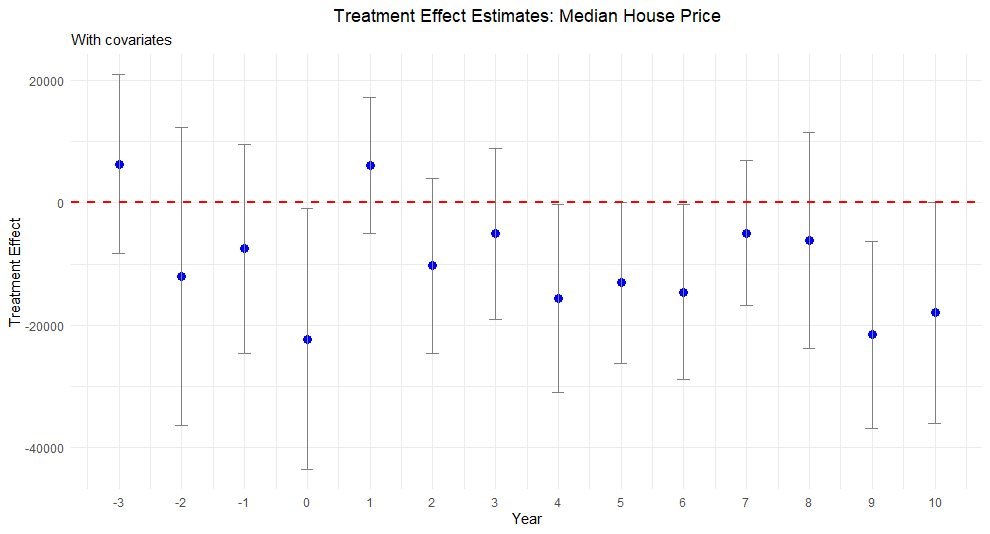 Treatment Effect Estimates: Median House Price
With covariates
20000
0
-20000
-40000
Treatment Effect
-3 -2 -1 0 1 2 3 4 5 6 7 8 9 10
Year